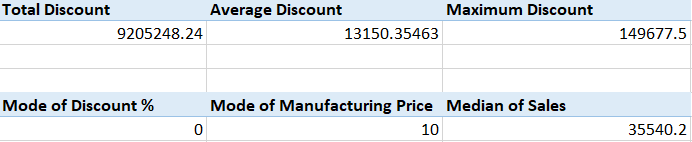 Total Discount Average Discount Maximum Discount
9205248.24 13150.35463 149677.5
Mode of Discount % Mode of Manufacturing Price Median of Sales
0 10 35540.2